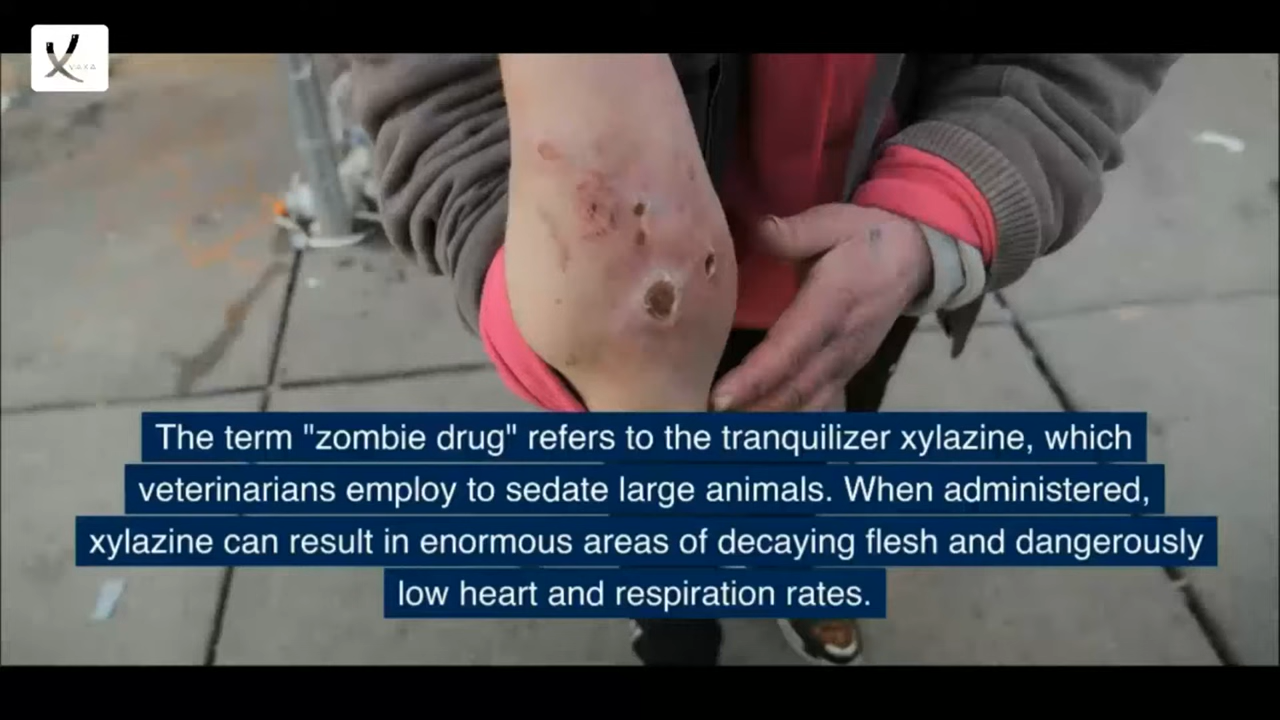 XAXA
The term "zombie drug" refers to the tranquilizer xylazine, which
veterinarians employ to sedate large animals. When administered,
xylazine can result in enormous areas of decaying flesh and dangerously
low heart and respiration rates.